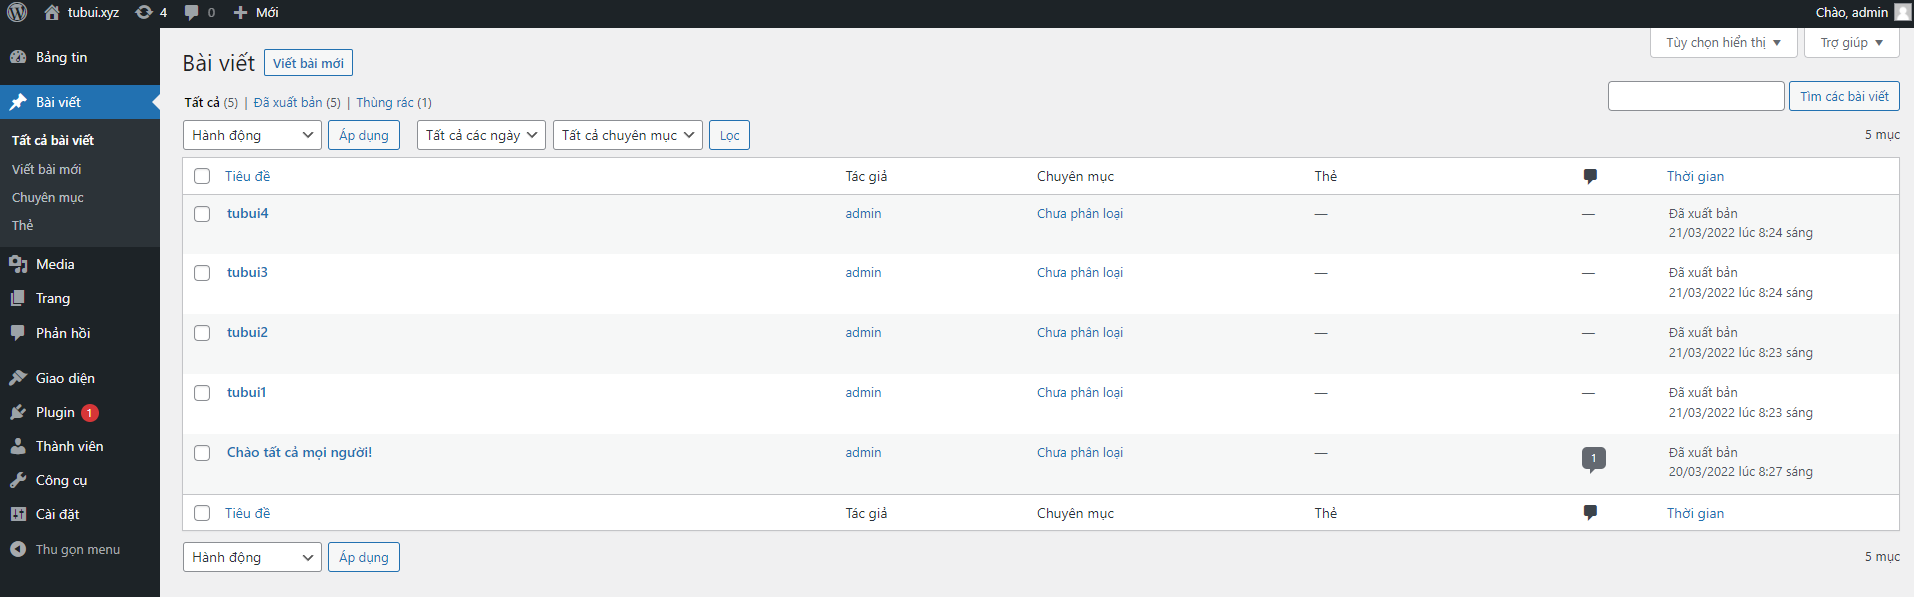 tubui.xyz 4 0 Mới Chào, admin
Bảng tin
Bài viết
Tất cả bài viết
Viết bài mới
Chuyên mục
Thẻ
Media
Trang
Phản hồi
Giao diện
Plugin 1
Thành viên
Công cụ
Cài đặt
Thu gọn menu
Tùy chọn hiển thị Trợ giúp
Bài viết Viết bài mới
Tất cả (5) | Đã xuất bản (5) | Thùng rác (1)
Tìm các bài viết
Hành động Áp dụng Tất cả các ngày Tất cả chuyên mục Lọc
5 mục
Tiêu đề Tác giả Chuyên mục Thẻ Thời gian
tubui4 admin Chưa phân loại — — Đã xuất bản
21/03/2022 lúc 8:24 sáng
tubui3 admin Chưa phân loại — — Đã xuất bản
21/03/2022 lúc 8:24 sáng
tubui2 admin Chưa phân loại — — Đã xuất bản
21/03/2022 lúc 8:23 sáng
tubui1 admin Chưa phân loại — — Đã xuất bản
21/03/2022 lúc 8:23 sáng
Chào tất cả mọi người! admin Chưa phân loại — 1 Đã xuất bản
20/03/2022 lúc 8:27 sáng
Tiêu đề Tác giả Chuyên mục Thẻ Thời gian
Hành động Áp dụng
5 mục